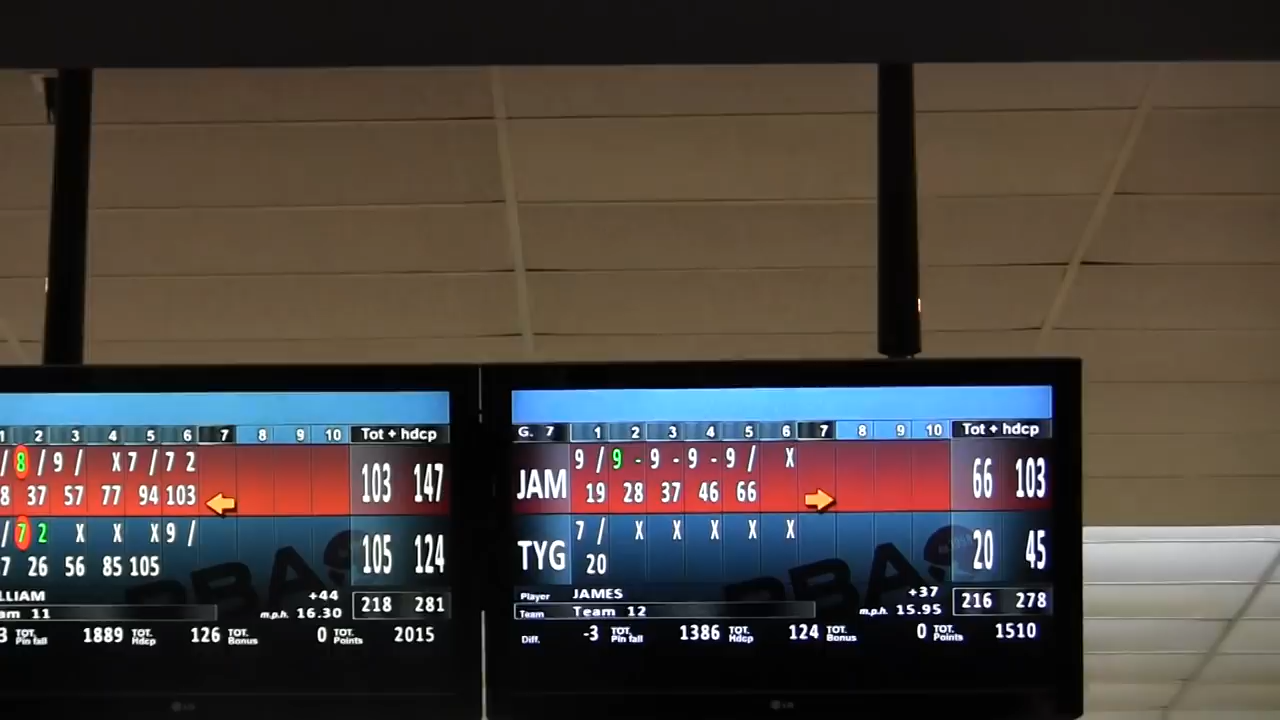 1 2 3 4 5 6 7 8 9 10 Tot + hdcp
/ 8 / 9 / X 7 / 7 2
8 37 57 77 94 103 103 147
/ 7 2 X X X 9 /
7 26 56 85 105 105 124
LLIAM +44
am 11 m.p.h. 16.30 218 281
3 TOT. Pin fall 1889 TOT. Hdcp 126 TOT. Bonus 0 TOT. Points 2015
LG
G. 7 1 2 3 4 5 6 7 8 9 10 Tot + hdcp
9 / 9 - 9 - 9 - 9 / X
JAM 19 28 37 46 66 66 103
7 / X X X X X
TYG 20 20 45
PBA
Player JAMES +37
Team Team 12 m.p.h. 15.95 216 278
Diff. -3 TOT. Pin fall 1386 TOT. Hdcp 124 TOT. Bonus 0 TOT. Points 1510
LG